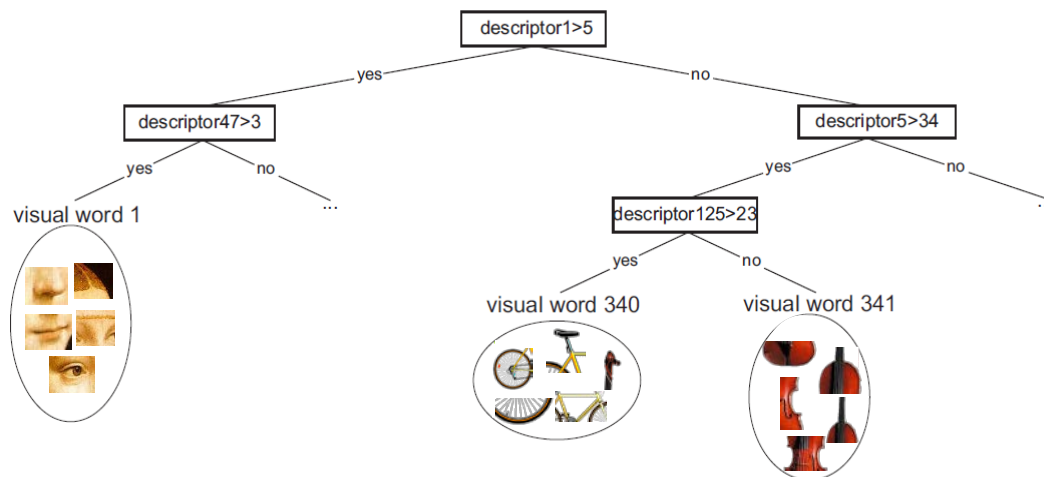 descriptor1>5
yes
no
descriptor47>3
descriptor5>34
yes
no
yes
no
visual word 1
...
descriptor125>23
..
yes
no
visual word 340
visual word 341